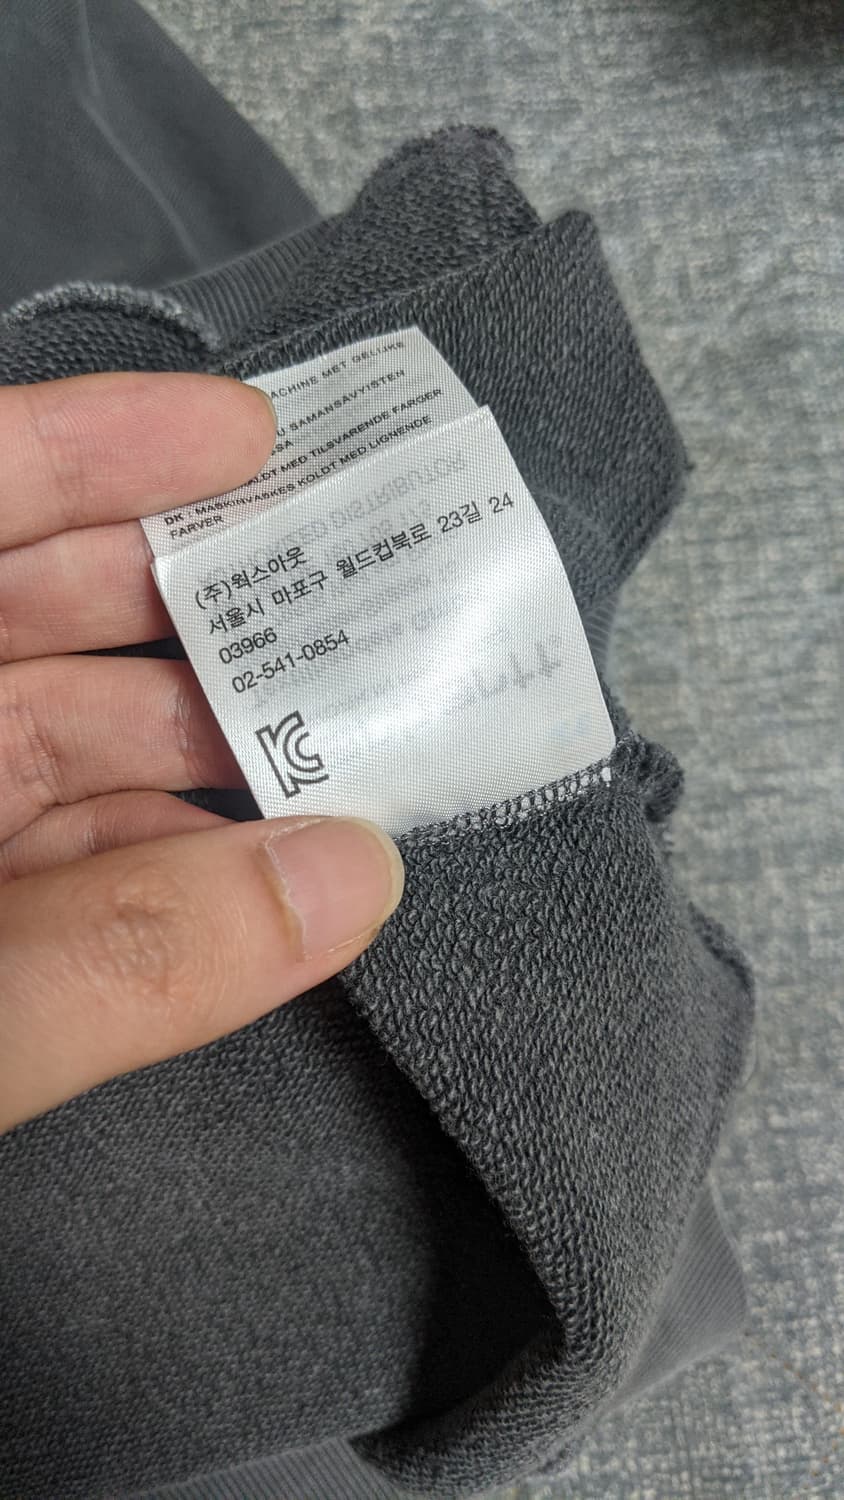 MACHINE MET GELIJKE
SAMANSÄVYISTEN
KOLDT MED TILSVARENDE FARGER
DK : MASKINVASKES KOLDT MED LIGNENDE
FARVER
(주)웍스아웃
서울시 마포구 월드컵북로 23길 24
03966
02-541-0854